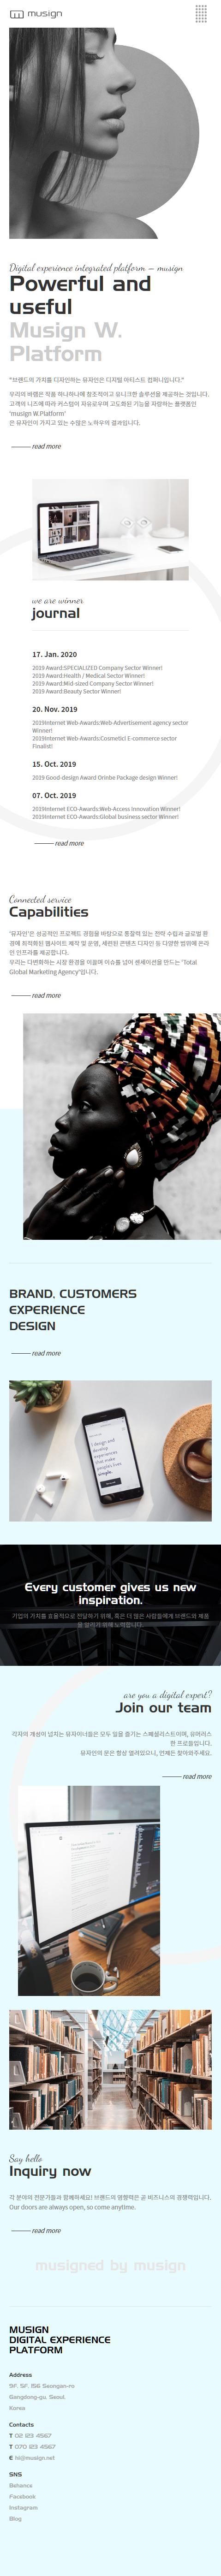 musign
Digital experience integrated platform – musign
Powerful and
useful
Musign W.
Platform
"브랜드의 가치를 디자인하는 뮤자인은 디지털 아티스트 컴퍼니입니다."
우리의 바램은 작품 하나하나에 창조적이고 유니크한 솔루션을 제공하는 것입니다.
고객의 니즈에 따라 커스텀이 자유로우며 고도화된 기능을 자랑하는 플랫폼인
'musign W.Platform'
은 뮤자인이 가지고 있는 수많은 노하우의 결과입니다.
read more
we are winner
journal
17. Jan. 2020
2019 Award:SPECIALIZED Company Sector Winner!
2019 Award:Health / Medical Sector Winner!
2019 Award:Mid-sized Company Sector Winner!
2019 Award:Beauty Sector Winner!
20. Nov. 2019
2019Internet Web-Awards:Web-Advertisement agency sector
Winner!
2019Internet Web-Awards:Cosmetict E-commerce sector
Finalist!
15. Oct. 2019
2019 Good design Award Orinbe Package design Winner!
07. Oct. 2019
2019Internet ECO-Awards:Web-Access Innovation Winner!
2019Internet ECO-Awards:Global business sector Winner!
read more
Connected service
Capabilities
'뮤자인'은 성공적인 프로젝트 경험을 바탕으로 통찰력 있는 전략 수립과 글로벌 환
경에 최적화된 웹사이트 제작 및 운영, 세련된 콘텐츠 디자인 등 다양한 범위에 온라
인 인프라를 제공합니다.
우리는 다변화하는 시장 환경을 이끌며 이슈를 넘어 센세이션을 만드는 'Total
Global Marketing Agency'입니다.
read more
BRAND. CUSTOMERS
EXPERIENCE
DESIGN
read more
I design and
develop
experiences
that make
people's lives
simple.
Every customer gives us new
inspiration.
기업의 가치를 효율적으로 전달하기 위해, 혹은 더 많은 사람들에게 브랜드와 제품
을 알리기 위해 노력합니다.
are you a digital expert?
Join our team
각자의 개성이 넘치는 뮤자이너들은 모두 일을 즐기는 스페셜리스트이며, 유머러스
한 프로들입니다.
뮤자인의 문은 항상 열려있으니, 언제든 찾아와주세요.
read more
Say hello
Inquiry now
각 분야의 전문가들과 함께하세요! 브랜드의 영향력은 곧 비즈니스의 경쟁력입니다.
Our doors are always open, so come anytime.
read more
musigned by musign
MUSIGN
DIGITAL EXPERIENCE
PLATFORM
Address
9F. 5F. 156 Seongan-ro
Gangdong-gu. Seoul.
Korea
Contacts
T 02 123 4567
T 070 123 4567
E hi@musign.net
SNS
Behance
Facebook
Instagram
Blog